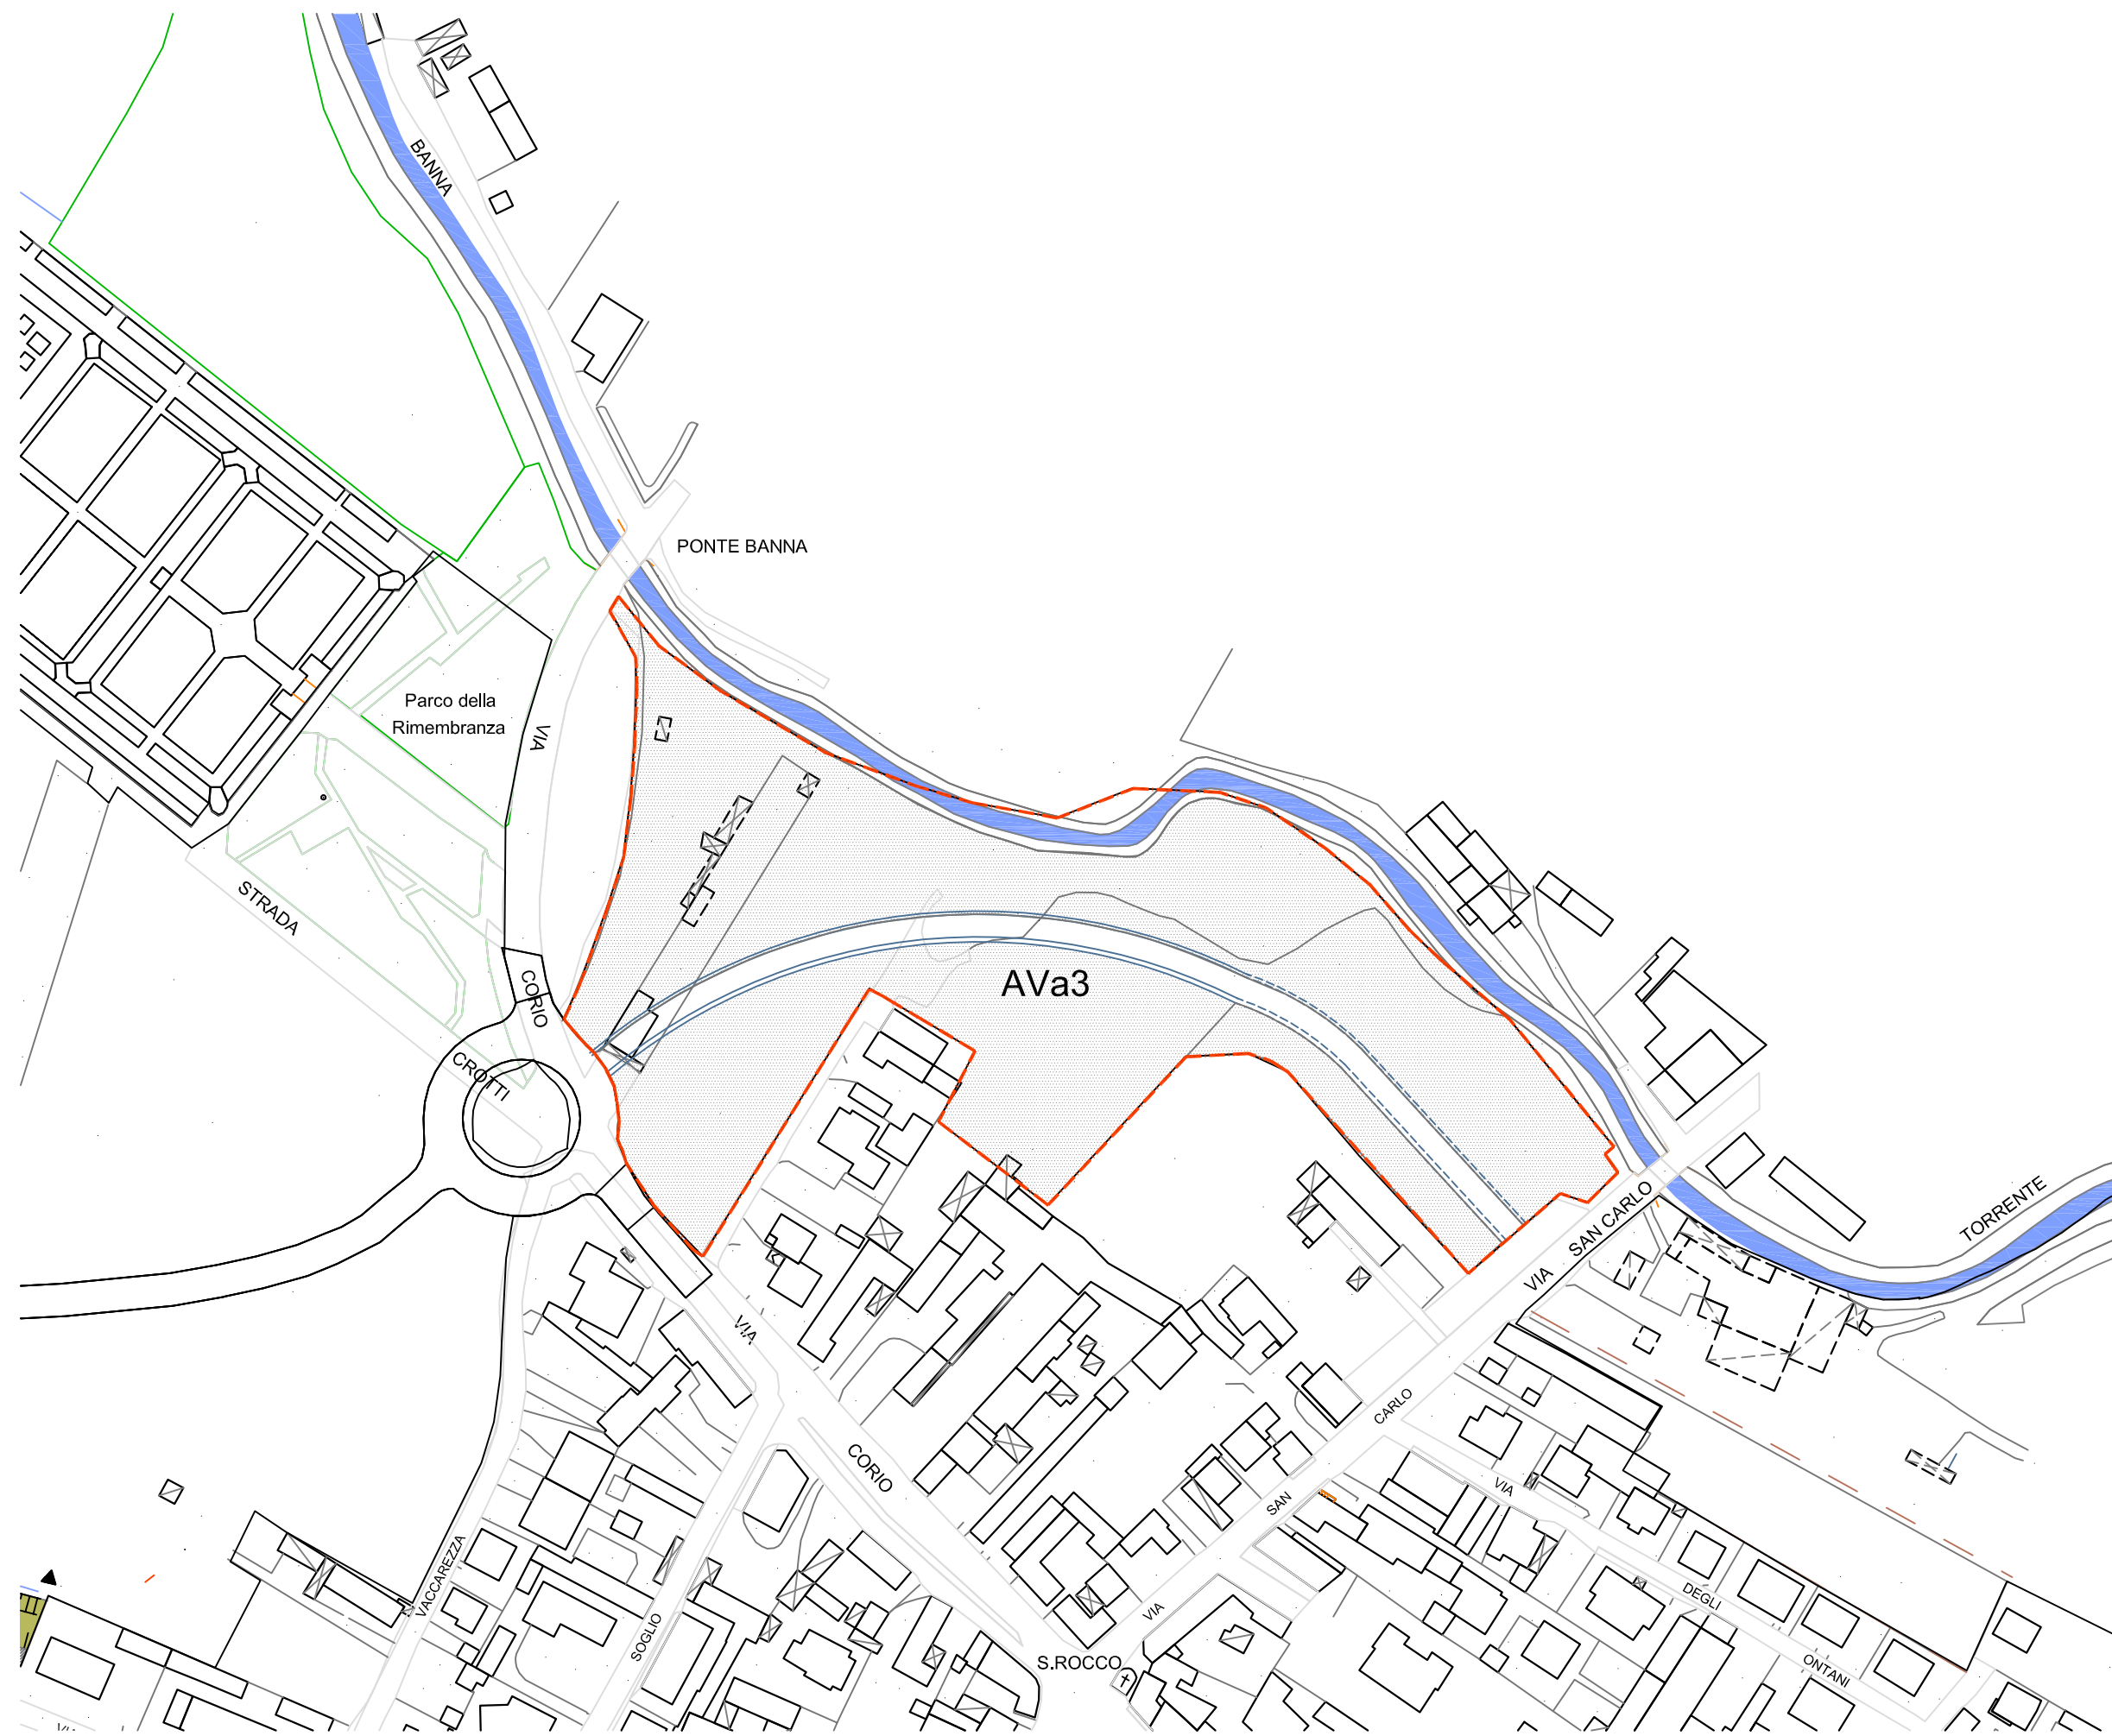 BANNA
PONTE BANNA
Parco della
Rimembranza
VIA
STRADA
AVa3
CORIO
CROTTI
TORRENTE
SAN CARLO
VIA
VIA
CARLO
CORIO
VIA
SAN
VACCAREZZA
DEGLI
VIA
SOGLIO
S.ROCCO
ONTANI